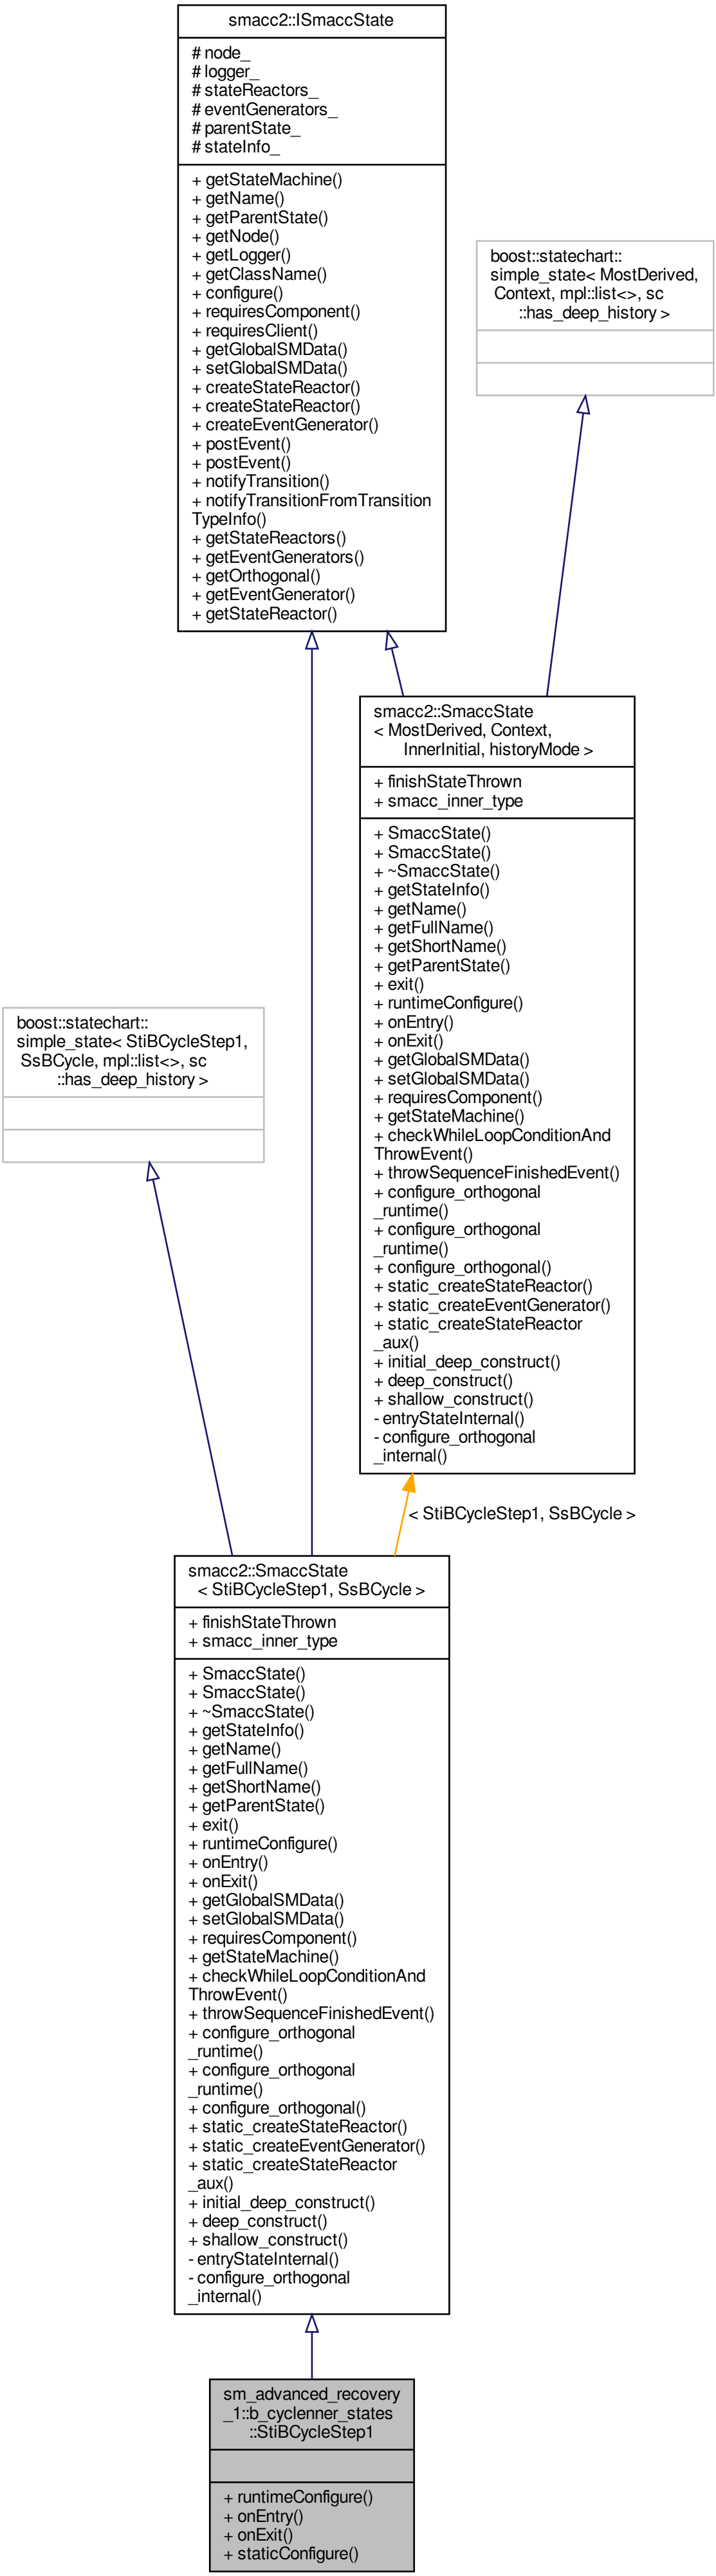 smacc2::ISmaccState
# node_
# logger_
# stateReactors_
# eventGenerators_
# parentState_
# stateInfo_
+ getStateMachine()
+ getName()
+ getParentState()
+ getNode()
+ getLogger()
+ getClassName()
+ configure()
+ requiresComponent()
+ requiresClient()
+ getGlobalSMData()
+ setGlobalSMData()
+ createStateReactor()
+ createStateReactor()
+ createEventGenerator()
+ postEvent()
+ postEvent()
+ notifyTransition()
+ notifyTransitionFromTransition
TypeInfo()
+ getStateReactors()
+ getEventGenerators()
+ getOrthogonal()
+ getEventGenerator()
+ getStateReactor()
boost::statechart::
simple_state< MostDerived,
Context, mpl::list<>, sc
::has_deep_history >
smacc2::SmaccState
< MostDerived, Context,
InnerInitial, historyMode >
+ finishStateThrown
+ smacc_inner_type
+ SmaccState()
+ SmaccState()
+ ~SmaccState()
+ getStateInfo()
+ getName()
+ getFullName()
+ getShortName()
+ getParentState()
+ exit()
+ runtimeConfigure()
+ onEntry()
+ onExit()
+ getGlobalSMData()
+ setGlobalSMData()
+ requiresComponent()
+ getStateMachine()
+ checkWhileLoopConditionAnd
ThrowEvent()
+ throwSequenceFinishedEvent()
+ configure_orthogonal
_runtime()
+ configure_orthogonal
_runtime()
+ configure_orthogonal()
+ static_createStateReactor()
+ static_createEventGenerator()
+ static_createStateReactor
_aux()
+ initial_deep_construct()
+ deep_construct()
+ shallow_construct()
- entryStateInternal()
- configure_orthogonal
_internal()
boost::statechart::
simple_state< StiBCycleStep1,
SsBCycle, mpl::list<>, sc
::has_deep_history >
< StiBCycleStep1, SsBCycle >
smacc2::SmaccState
< StiBCycleStep1, SsBCycle >
+ finishStateThrown
+ smacc_inner_type
+ SmaccState()
+ SmaccState()
+ ~SmaccState()
+ getStateInfo()
+ getName()
+ getFullName()
+ getShortName()
+ getParentState()
+ exit()
+ runtimeConfigure()
+ onEntry()
+ onExit()
+ getGlobalSMData()
+ setGlobalSMData()
+ requiresComponent()
+ getStateMachine()
+ checkWhileLoopConditionAnd
ThrowEvent()
+ throwSequenceFinishedEvent()
+ configure_orthogonal
_runtime()
+ configure_orthogonal
_runtime()
+ configure_orthogonal()
+ static_createStateReactor()
+ static_createEventGenerator()
+ static_createStateReactor
_aux()
+ initial_deep_construct()
+ deep_construct()
+ shallow_construct()
- entryStateInternal()
- configure_orthogonal
_internal()
sm_advanced_recovery
_1::b_cyclenner_states
::StiBCycleStep1
+ runtimeConfigure()
+ onEntry()
+ onExit()
+ staticConfigure()